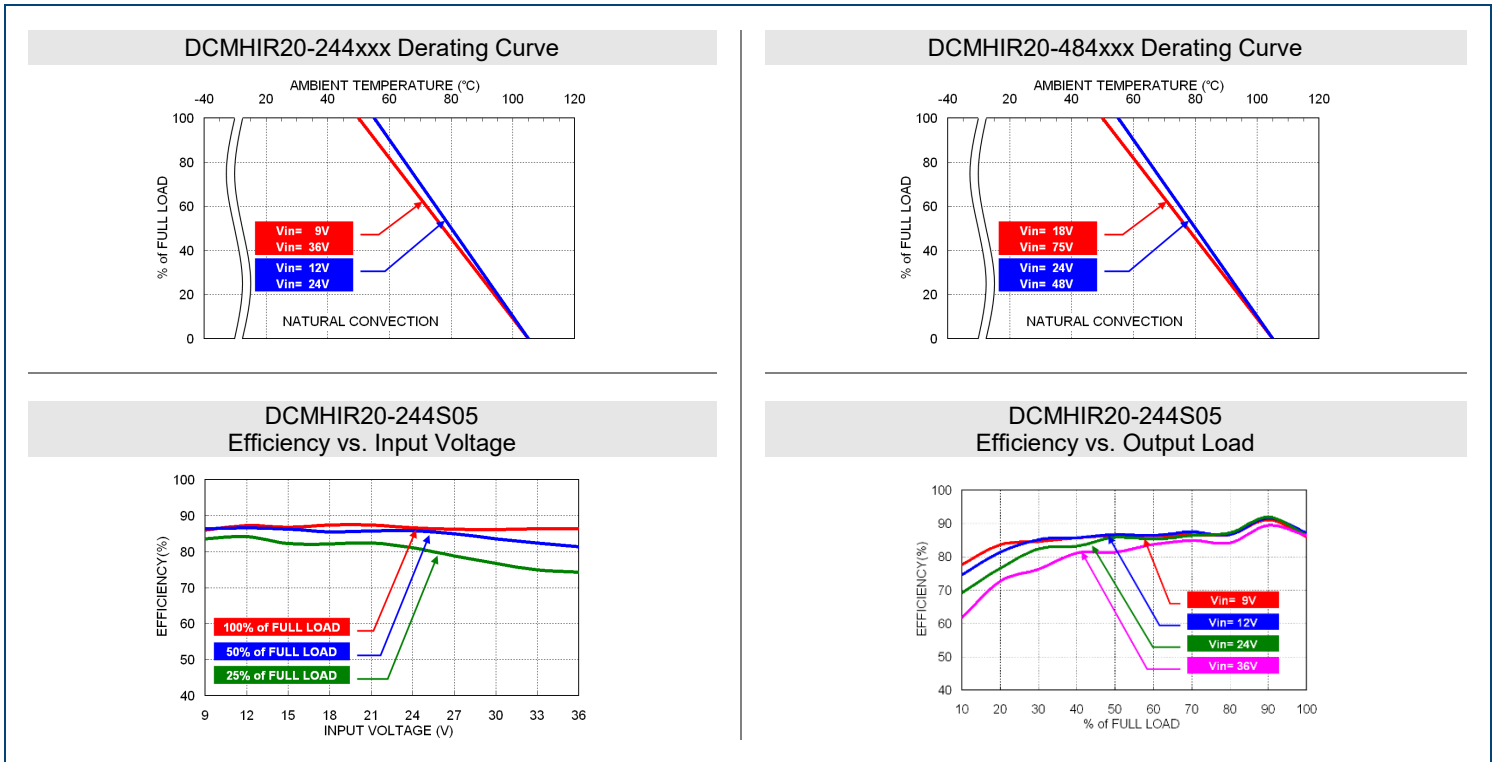 DCMHIR20-244xxx Derating Curve
AMBIENT TEMPERATURE (°C)
-40 20 40 60 80 100 120
% of FULL LOAD
100
80
60
40
20
0
Vin= 9V
Vin= 36V
Vin= 12V
Vin= 24V
NATURAL CONVECTION
DCMHIR20-484xxx Derating Curve
AMBIENT TEMPERATURE (°C)
-40 20 40 60 80 100 120
% of FULL LOAD
100
80
60
40
20
0
Vin= 18V
Vin= 75V
Vin= 24V
Vin= 48V
NATURAL CONVECTION
DCMHIR20-244S05
Efficiency vs. Input Voltage
EFFICIENCY(%)
100
90
80
70
60
50
40
100% of FULL LOAD
50% of FULL LOAD
25% of FULL LOAD
9 12 15 18 21 24 27 30 33 36
INPUT VOLTAGE (V)
DCMHIR20-244S05
Efficiency vs. Output Load
EFFICIENCY(%)
100
90
80
70
60
50
40
Vin= 9V
Vin= 12V
Vin= 24V
Vin= 36V
10 20 30 40 50 60 70 80 90 100
% of FULL LOAD